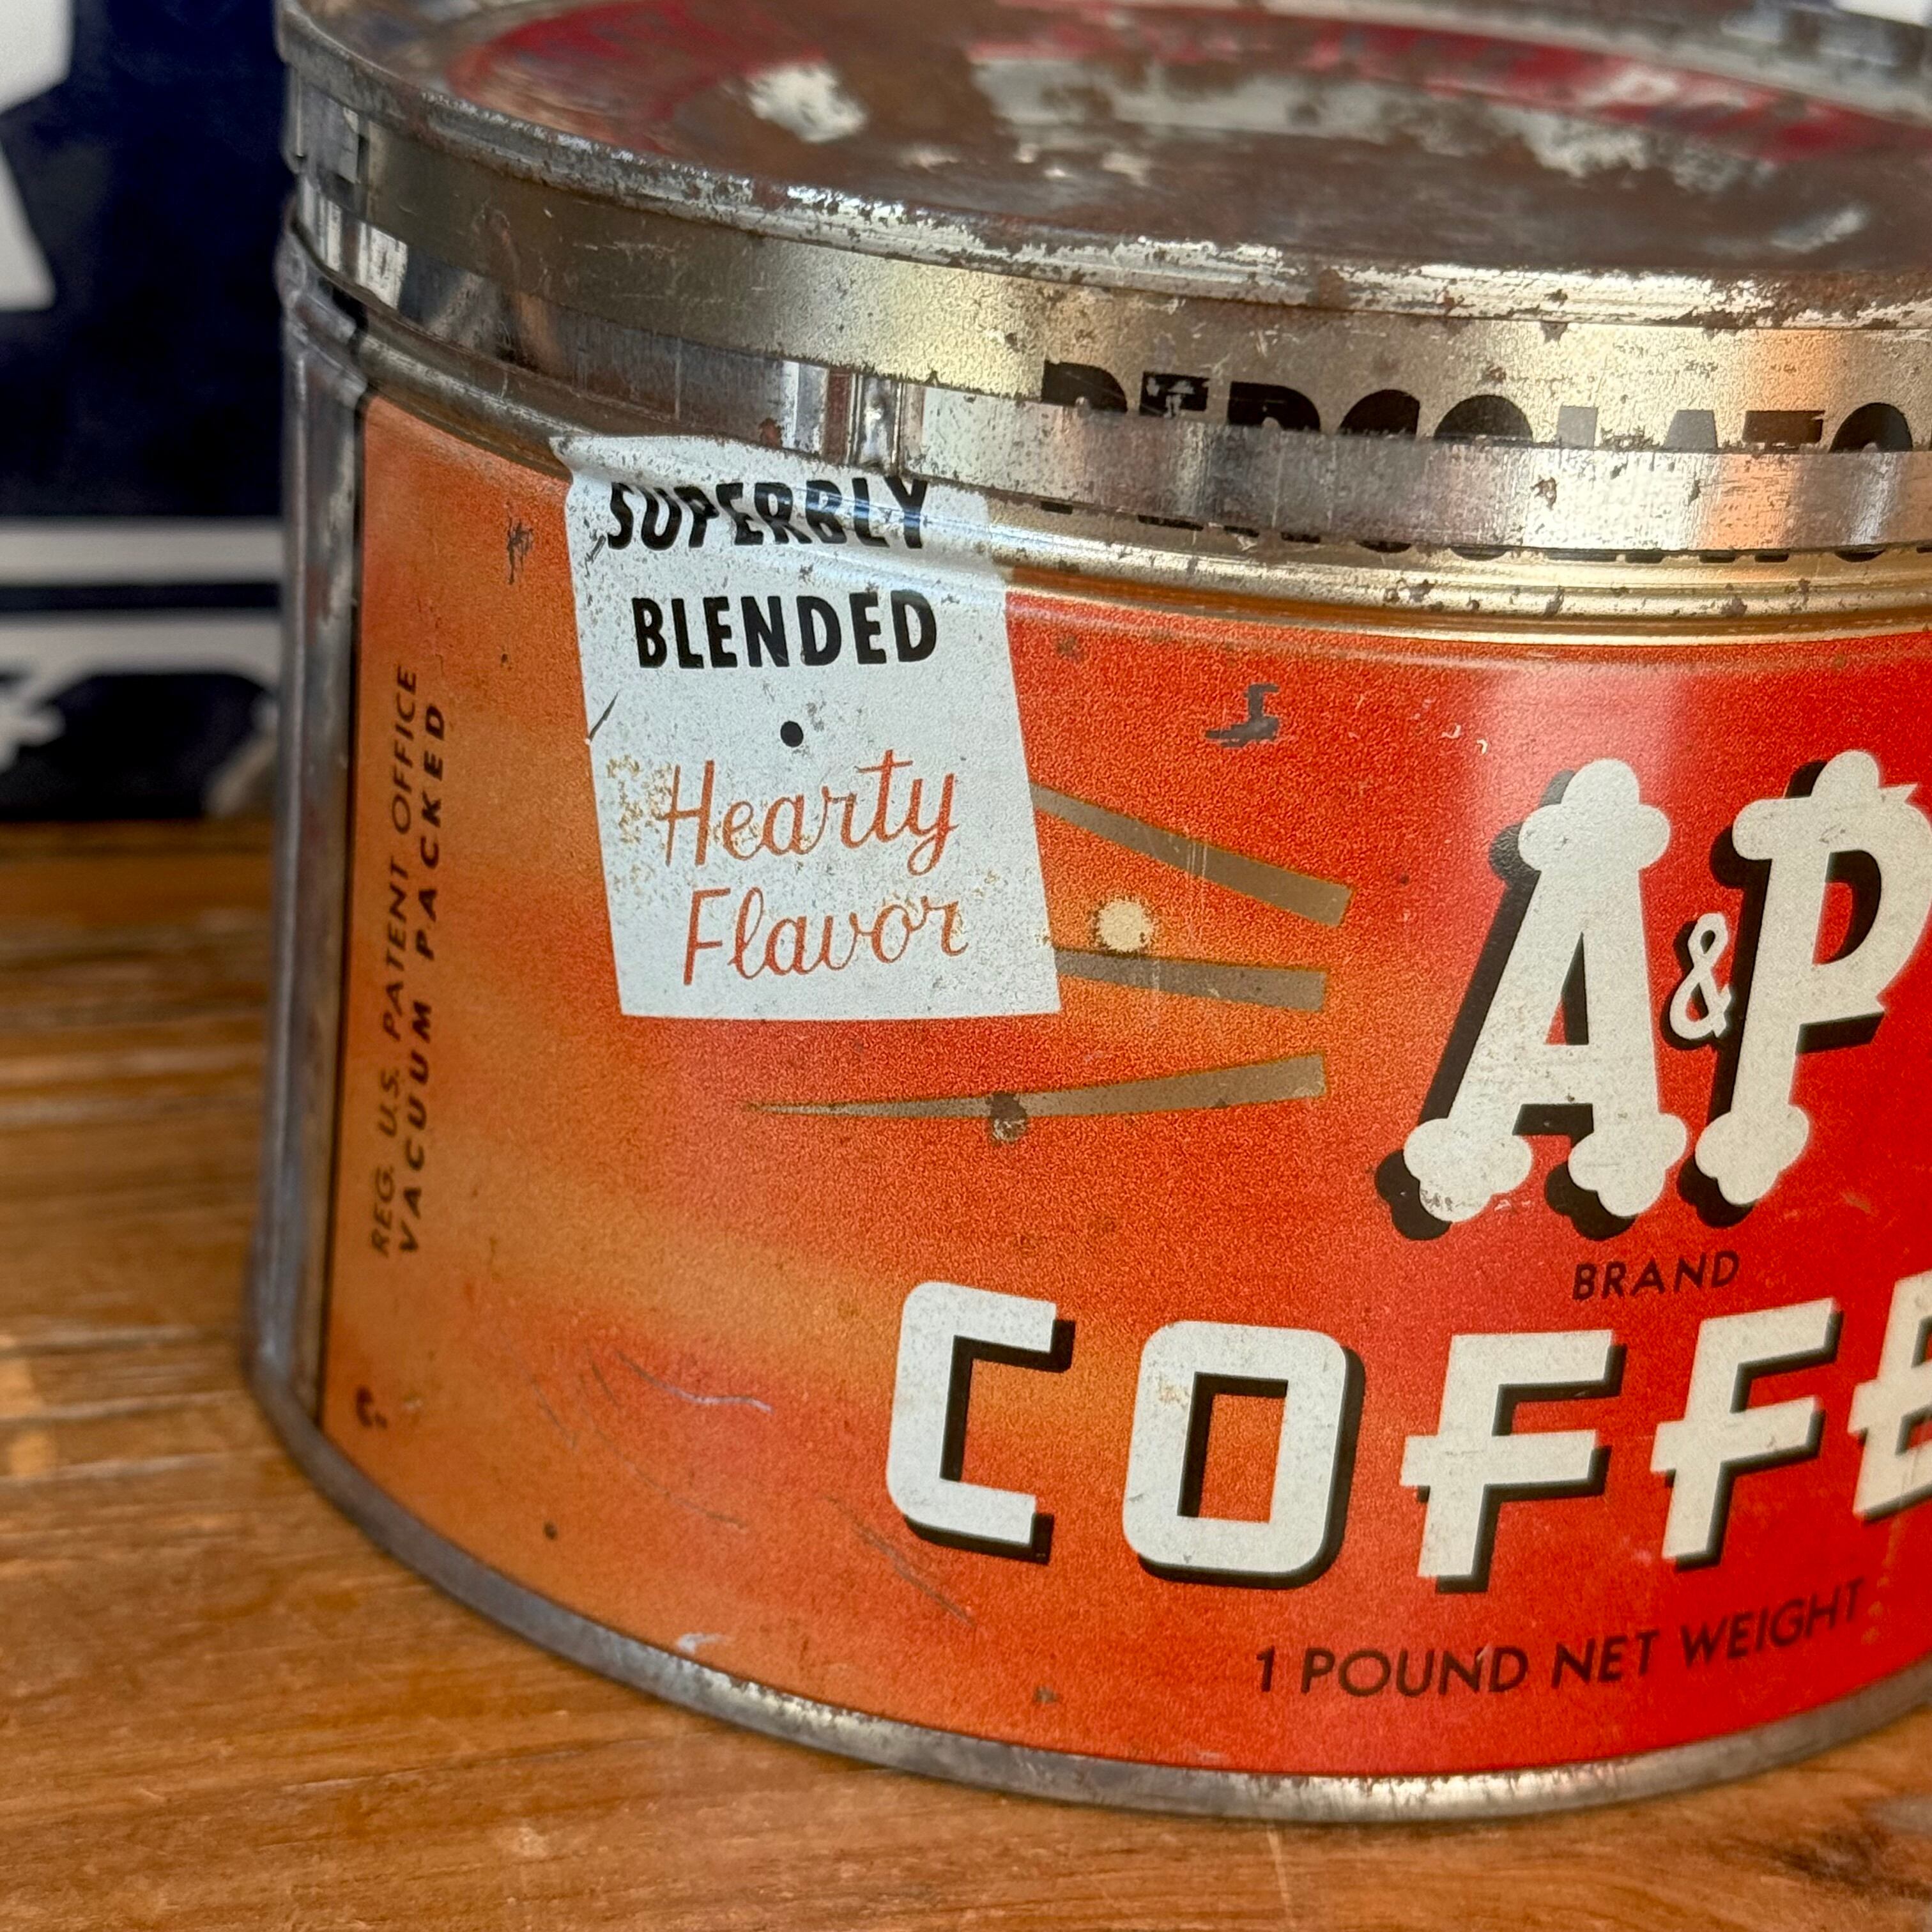 SUPERBLY
BLENDED
•
Hearty
Flavor
REG. U.S. PATENT OFFICE
VACUUM PACKED
A&P
BRAND
COFFE
1 POUND NET WEIGHT